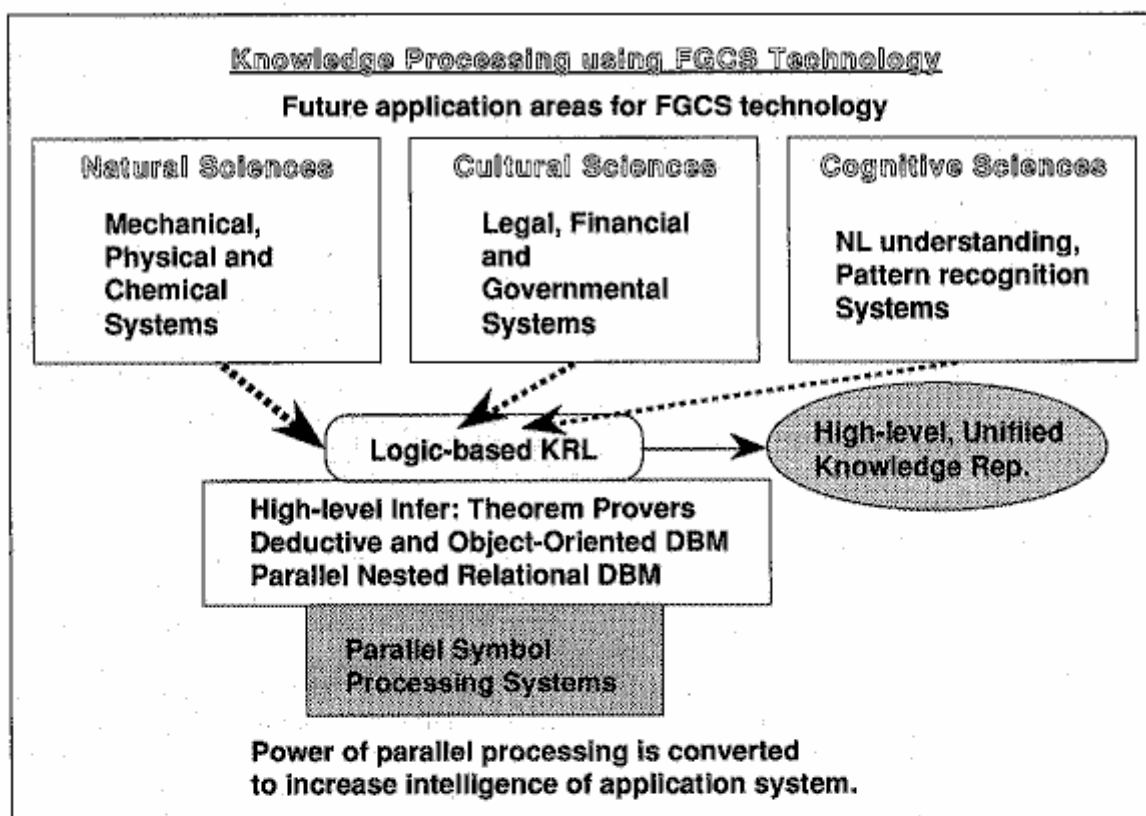 Knowledge Processing using FGCS Technology
Future application areas for FGCS technology
Natural Sciences
Mechanical,
Physical and
Chemical
Systems
Cultural Sciences
Legal, Financial
and
Governmental
Systems
Cognitive Sciences
NL understanding,
Pattern recognition
Systems
Logic-based KRL
High-level, Unifiled
Knowledge Rep.
High-level Infer: Theorem Provers
Deductive and Object-Oriented DBM
Parallel Nested Relational DBM
Parallel Symbol
Processing Systems
Power of parallel processing is converted
to increase intelligence of application system.